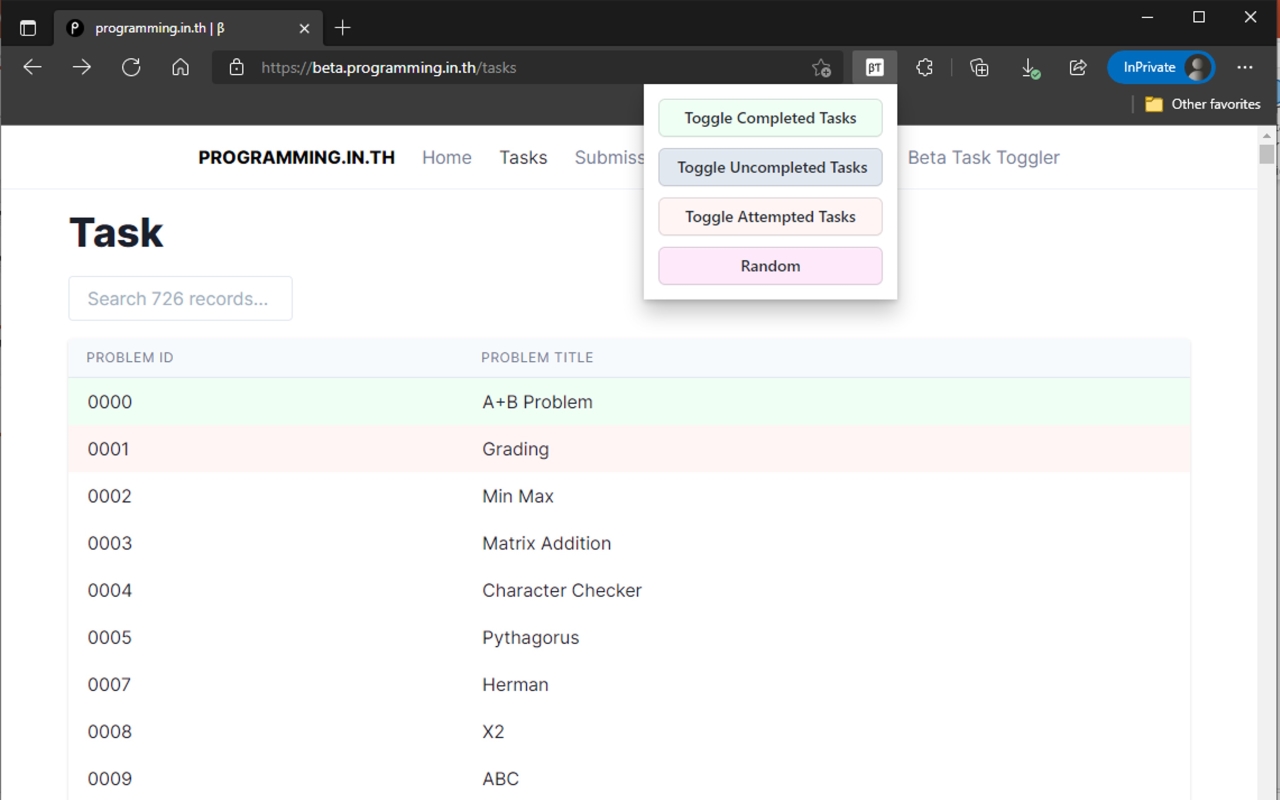 programming.in.th | β
https://beta.programming.in.th/tasks
βT
InPrivate
Other favorites
PROGRAMMING.IN.TH Home Tasks Submiss Beta Task Toggler
Toggle Completed Tasks
Toggle Uncompleted Tasks
Toggle Attempted Tasks
Random
Task
Search 726 records...
PROBLEM ID PROBLEM TITLE
0000 A+B Problem
0001 Grading
0002 Min Max
0003 Matrix Addition
0004 Character Checker
0005 Pythagorus
0007 Herman
0008 X2
0009 ABC